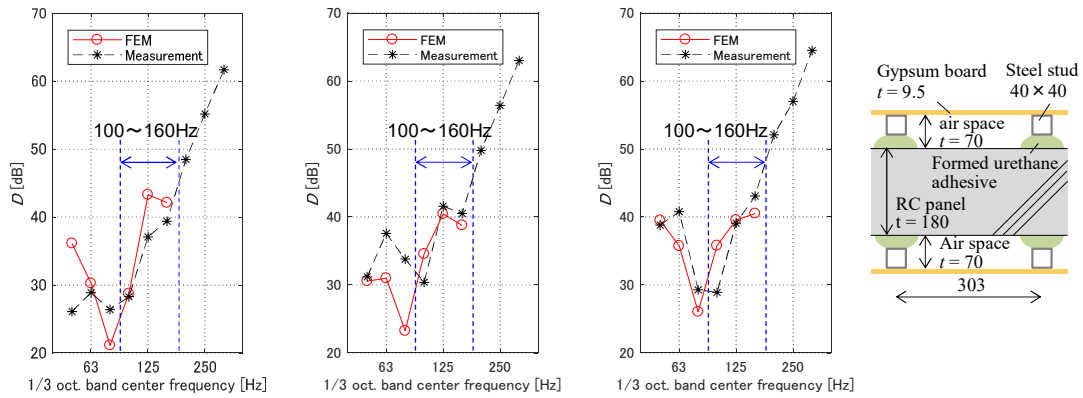 D [dB]
70
60
50
40
30
20
FEM
Measurement
100～160Hz
63
125
250
1/3 oct. band center frequency [Hz]
D [dB]
70
60
50
40
30
20
FEM
Measurement
100～160Hz
63
125
250
1/3 oct. band center frequency [Hz]
D [dB]
70
60
50
40
30
20
FEM
Measurement
100～160Hz
63
125
250
1/3 oct. band center frequency [Hz]
Gypsum board
t = 9.5
Steel stud
40×40
air space
t = 70
Formed urethane
adhesive
RC panel
t = 180
Air space
t = 70
303